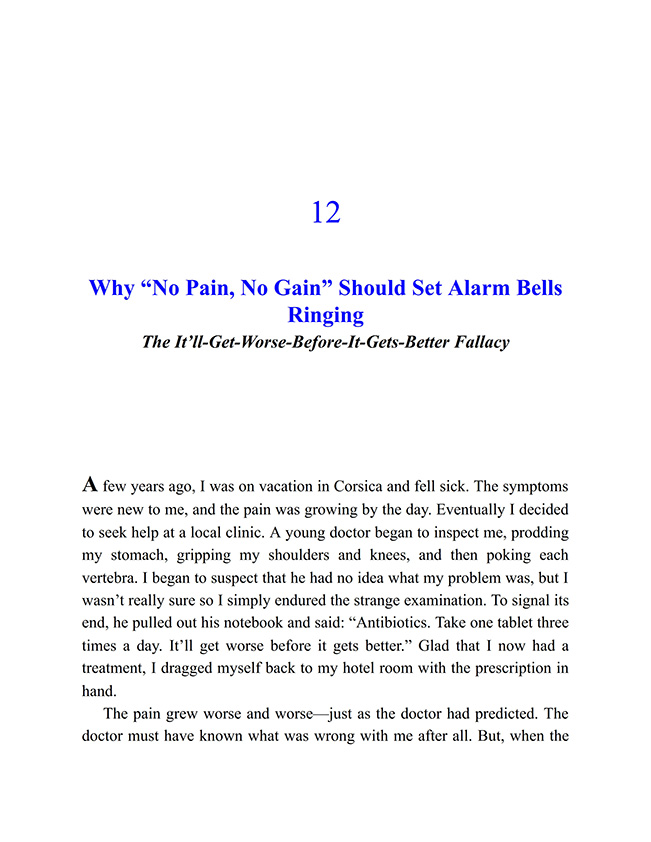 12
Why “No Pain, No Gain” Should Set Alarm Bells
Ringing
The It’ll-Get-Worse-Before-It-Gets-Better Fallacy
A few years ago, I was on vacation in Corsica and fell sick. The symptoms
were new to me, and the pain was growing by the day. Eventually I decided
to seek help at a local clinic. A young doctor began to inspect me, prodding
my stomach, gripping my shoulders and knees, and then poking each
vertebra. I began to suspect that he had no idea what my problem was, but I
wasn’t really sure so I simply endured the strange examination. To signal its
end, he pulled out his notebook and said: “Antibiotics. Take one tablet three
times a day. It’ll get worse before it gets better.” Glad that I now had a
treatment, I dragged myself back to my hotel room with the prescription in
hand.
The pain grew worse and worse—just as the doctor had predicted. The
doctor must have known what was wrong with me after all. But, when the